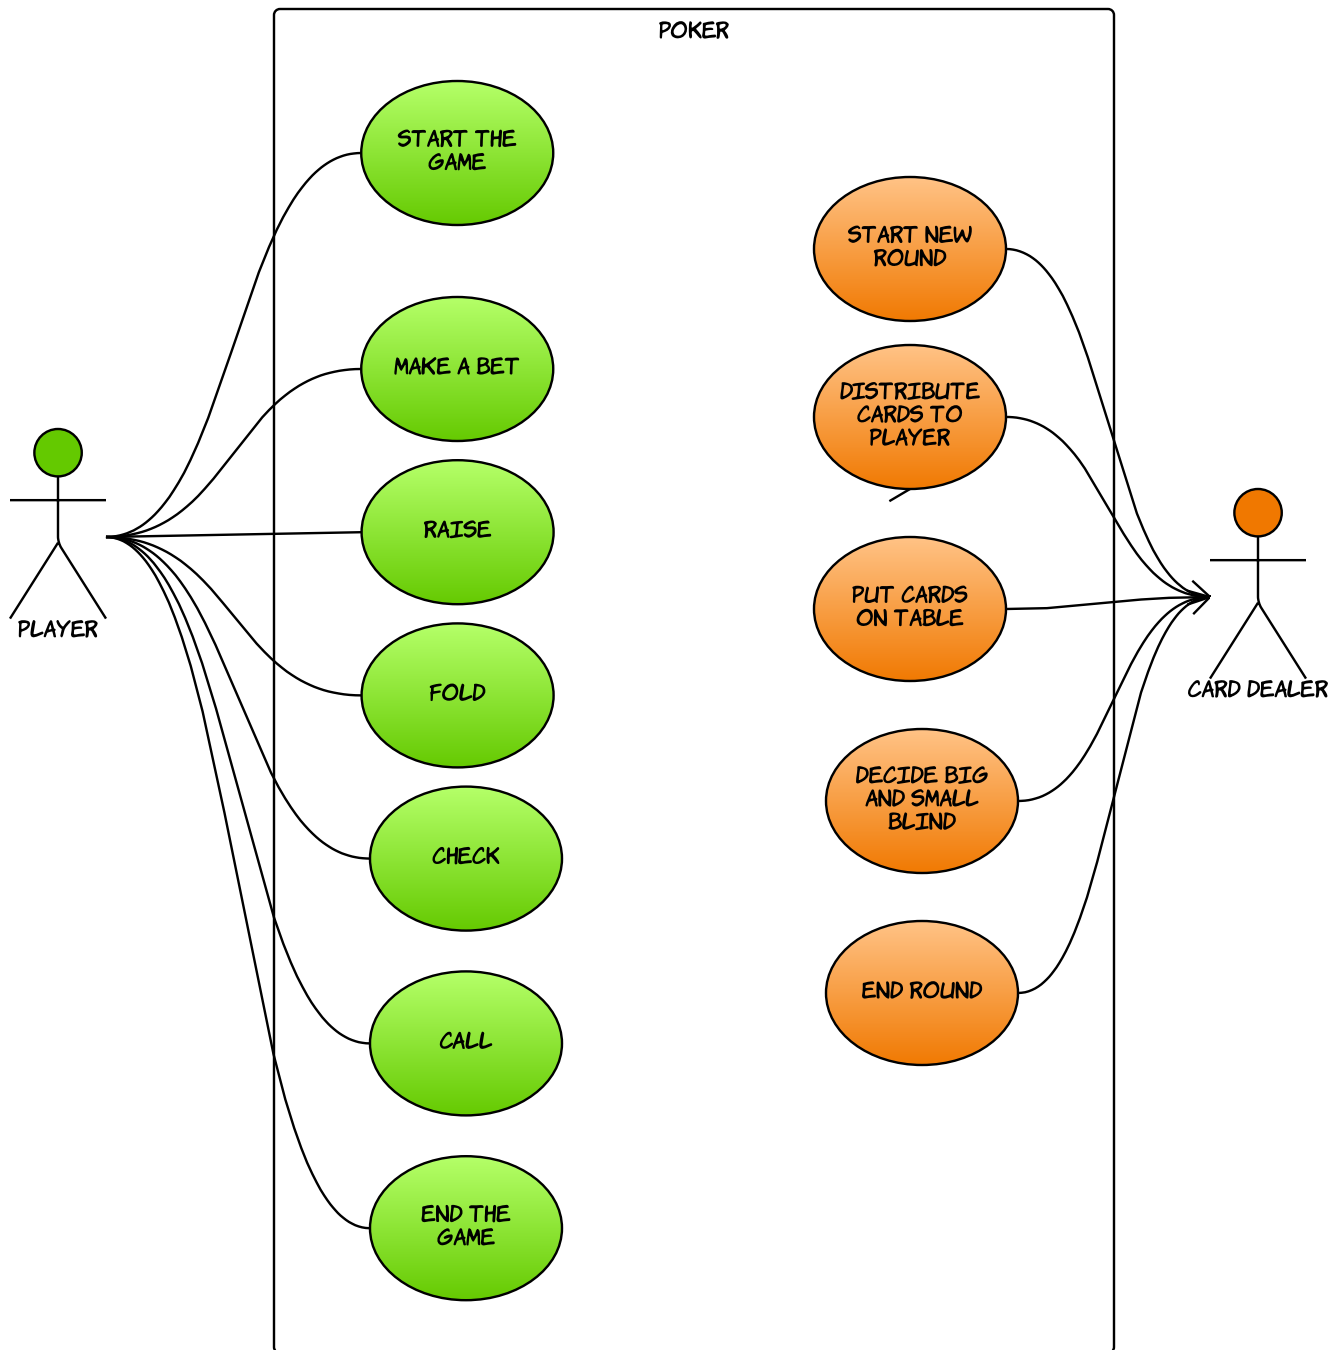 POKER
START THE
GAME
MAKE A BET
RAISE
FOLD
CHECK
CALL
END THE
GAME
PLAYER
START NEW
ROUND
DISTRIBUTE
CARDS TO
PLAYER
PUT CARDS
ON TABLE
DECIDE BIG
AND SMALL
BLIND
END ROUND
CARD DEALER